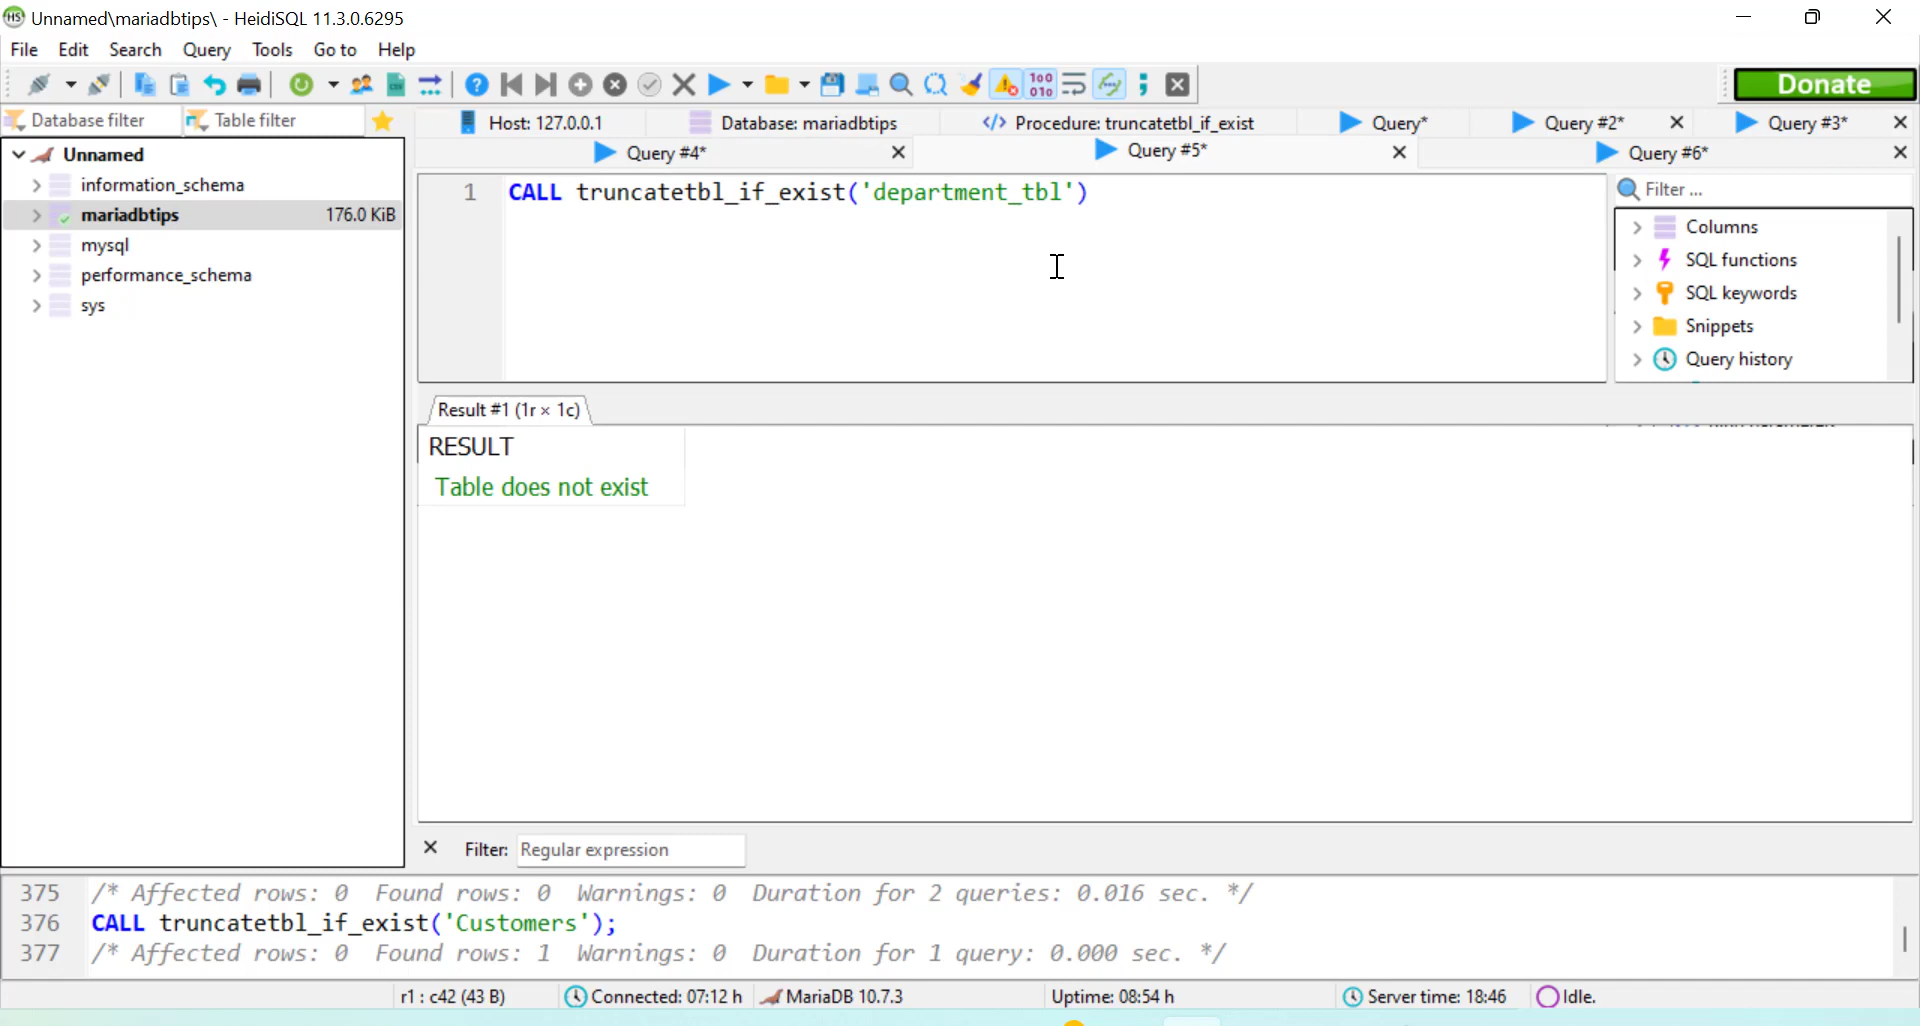 Unnamed\mariadbtips\ - HeidiSQL 11.3.0.6295
File Edit Search Query Tools Go to Help
Donate
Database filter Table filter
Host: 127.0.0.1 Database: mariadbtips </> Procedure: truncatetbl_if_exist Query* Query #2* Query #3*
Query #4* Query #5* Query #6*
Unnamed
information_schema
mariadbtips 176.0 KiB
mysql
performance_schema
sys
1 CALL truncatetbl_if_exist('department_tbl')
Filter ...
Columns
SQL functions
SQL keywords
Snippets
Query history
Result #1 (1r × 1c)
RESULT
Table does not exist
Filter: Regular expression
375 /* Affected rows: 0 Found rows: 0 Warnings: 0 Duration for 2 queries: 0.016 sec. */
376 CALL truncatetbl_if_exist('Customers');
377 /* Affected rows: 0 Found rows: 1 Warnings: 0 Duration for 1 query: 0.000 sec. */
r1 : c42 (43 B) Connected: 07:12 h MariaDB 10.7.3 Uptime: 08:54 h Server time: 18:46 Idle.